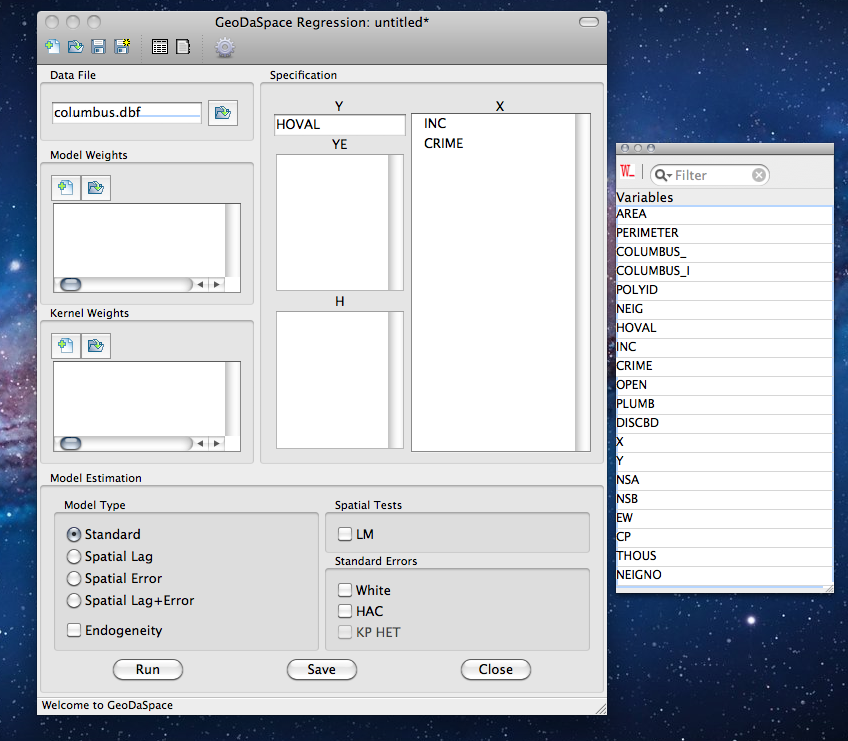 GeoDaSpace Regression: untitled*
Data File
columbus.dbf
Model Weights
Kernel Weights
Specification
Y
HOVAL
YE
H
X
INC
CRIME
Model Estimation
Model Type
Standard
Spatial Lag
Spatial Error
Spatial Lag+Error
Endogeneity
Spatial Tests
LM
Standard Errors
White
HAC
KP HET
Run
Save
Close
Welcome to GeoDaSpace
W_
Filter
Variables
AREA
PERIMETER
COLUMBUS_
COLUMBUS_I
POLYID
NEIG
HOVAL
INC
CRIME
OPEN
PLUMB
DISCBD
X
Y
NSA
NSB
EW
CP
THOUS
NEIGNO